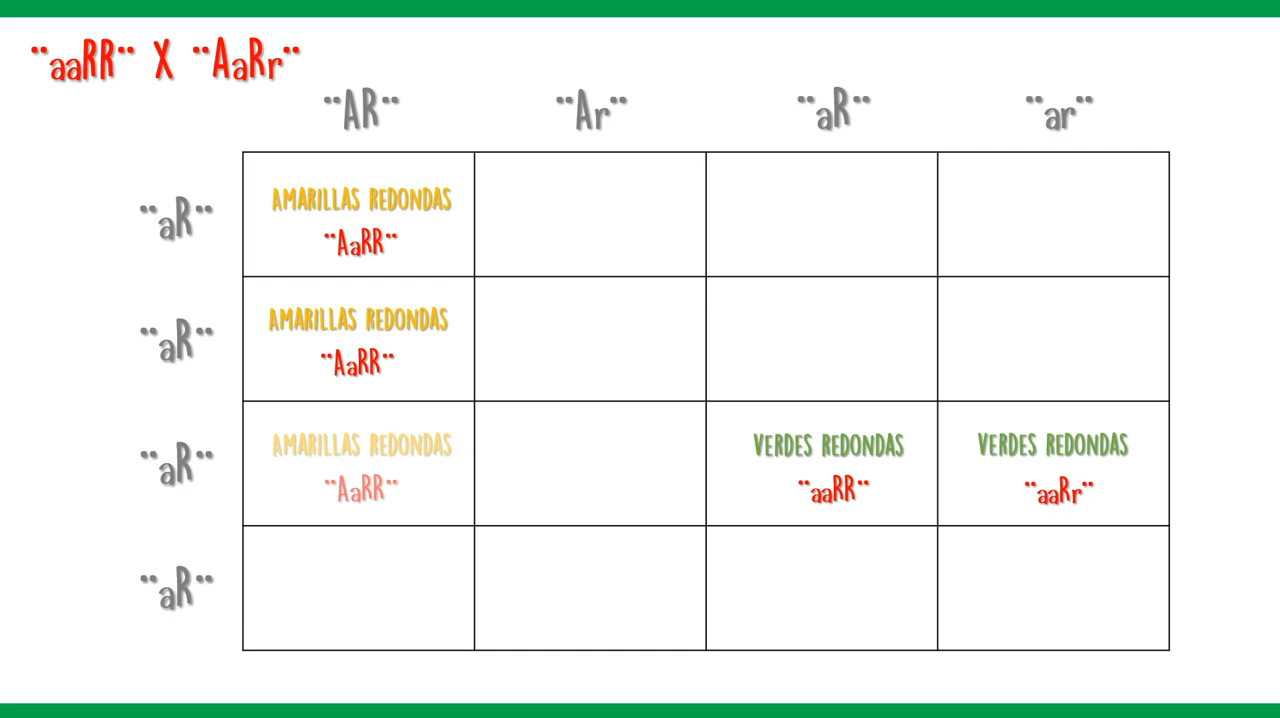 ¨aaRR¨ X ¨AaRr¨
¨AR¨ ¨Ar¨ ¨aR¨ ¨ar¨
¨aR¨
AMARILLAS REDONDAS
¨AaRR¨
¨aR¨
AMARILLAS REDONDAS
¨AaRR¨
¨aR¨
AMARILLAS REDONDAS VERDES REDONDAS VERDES REDONDAS
¨AaRR¨ ¨aaRR¨ ¨aaRr¨
¨aR¨